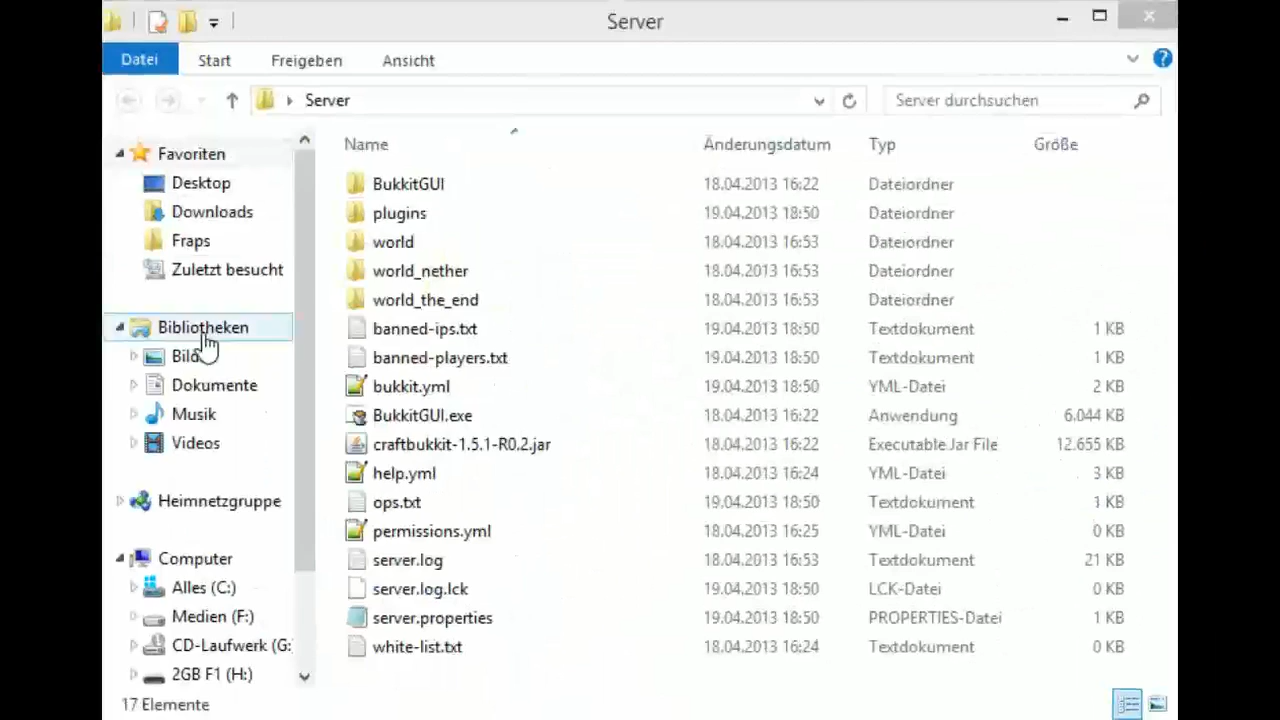 Server
Datei Start Freigeben Ansicht
Server
Server durchsuchen
Name Änderungsdatum Typ Größe
Favoriten
Desktop
Downloads
Fraps
Zuletzt besucht
Bibliotheken
Dokumente
Musik
Videos
Heimnetzgruppe
Computer
Alles (C:)
Medien (F:)
CD-Laufwerk (G:
2GB F1 (H:)
BukkitGUI 18.04.2013 16:22 Dateiordner
plugins 19.04.2013 18:50 Dateiordner
world 18.04.2013 16:53 Dateiordner
world_nether 18.04.2013 16:53 Dateiordner
world_the_end 18.04.2013 16:53 Dateiordner
banned-ips.txt 19.04.2013 18:50 Textdokument 1 KB
banned-players.txt 19.04.2013 18:50 Textdokument 1 KB
bukkit.yml 19.04.2013 18:50 YML-Datei 2 KB
BukkitGUI.exe 18.04.2013 16:22 Anwendung 6.044 KB
craftbukkit-1.5.1-R0.2.jar 18.04.2013 16:22 Executable Jar File 12.655 KB
help.yml 18.04.2013 16:24 YML-Datei 3 KB
ops.txt 19.04.2013 18:50 Textdokument 1 KB
permissions.yml 18.04.2013 16:25 YML-Datei 0 KB
server.log 18.04.2013 16:53 Textdokument 21 KB
server.log.lck 19.04.2013 18:50 LCK-Datei 0 KB
server.properties 19.04.2013 18:50 PROPERTIES-Datei 1 KB
white-list.txt 18.04.2013 16:24 Textdokument 0 KB
17 Elemente